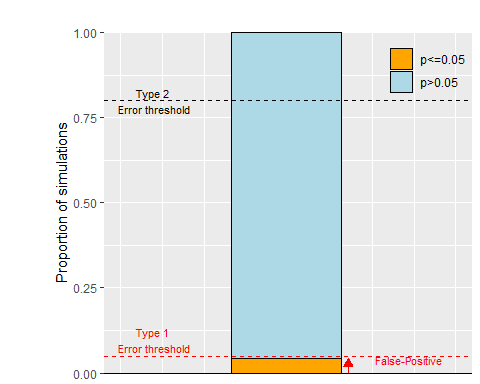 1.00
0.75
0.50
0.25
0.00
Proportion of simulations
p<=0.05
p>0.05
Type 2
Error threshold
Type 1
Error threshold
False-Positive